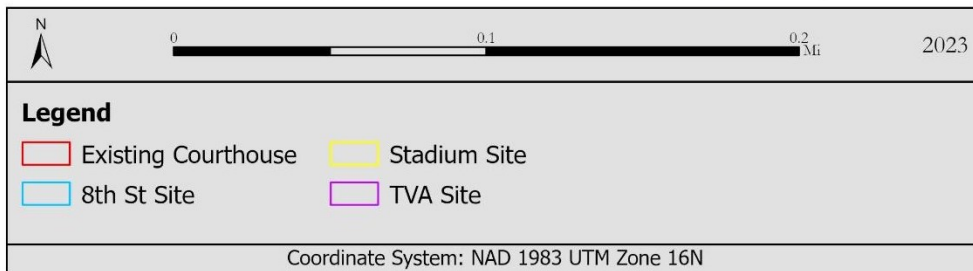 N
0 0.1 0.2
Mi
2023
Legend
Existing Courthouse Stadium Site
8th St Site TVA Site
Coordinate System: NAD 1983 UTM Zone 16N